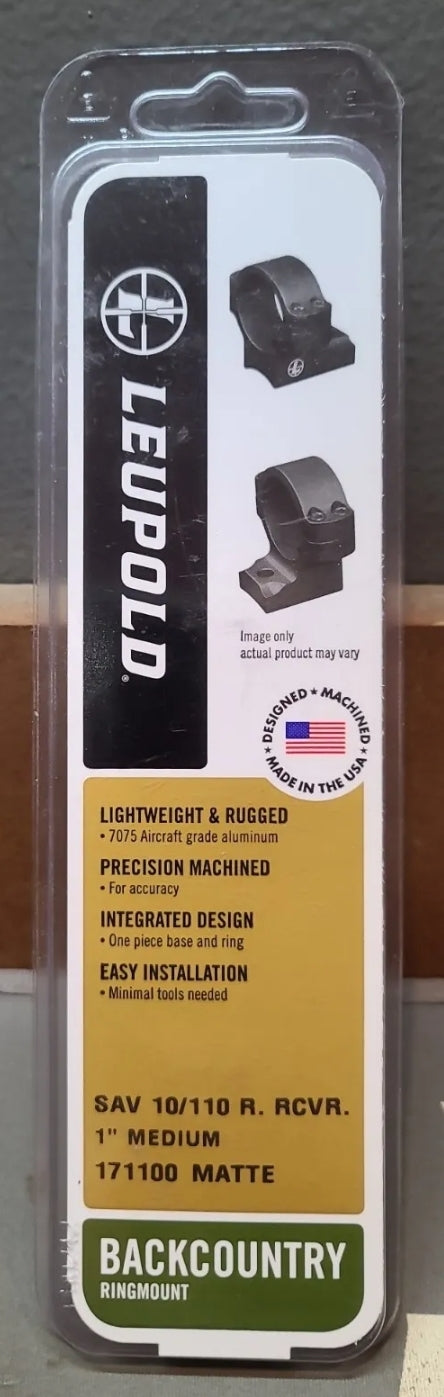 LEUPOLD®
Image only
actual product may vary
DESIGNED ★ MACHINED ★ MADE IN THE USA ★
LIGHTWEIGHT & RUGGED
• 7075 Aircraft grade aluminum
PRECISION MACHINED
• For accuracy
INTEGRATED DESIGN
• One piece base and ring
EASY INSTALLATION
• Minimal tools needed
SAV 10/110 R. RCVR.
1" MEDIUM
171100 MATTE
BACKCOUNTRY
RINGMOUNT